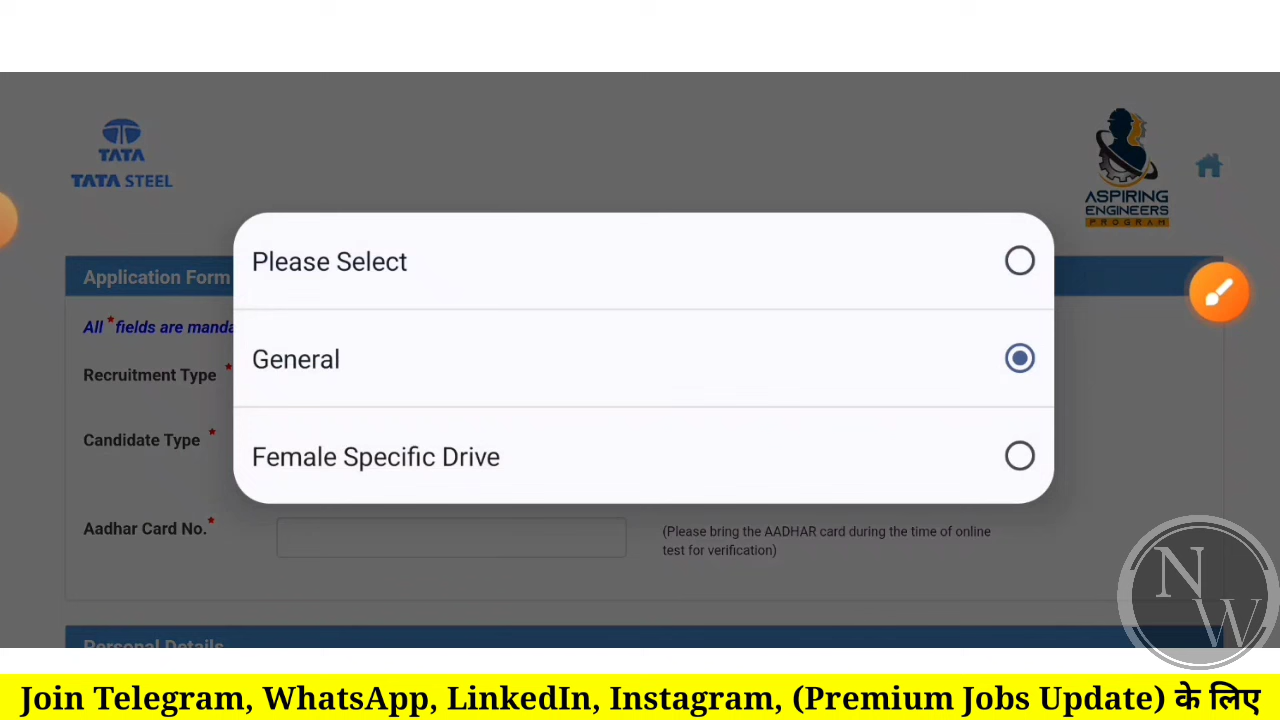 TATA
TATA STEEL
ASPIRING
ENGINEERS
PROGRAM
Please Select
General
Female Specific Drive
Application Form
All *fields are manda
Recruitment Type *
Candidate Type *
Aadhar Card No.*
(Please bring the AADHAR card during the time of online
test for verification)
Personal Details
NW
Join Telegram, WhatsApp, LinkedIn, Instagram, (Premium Jobs Update) के लिए